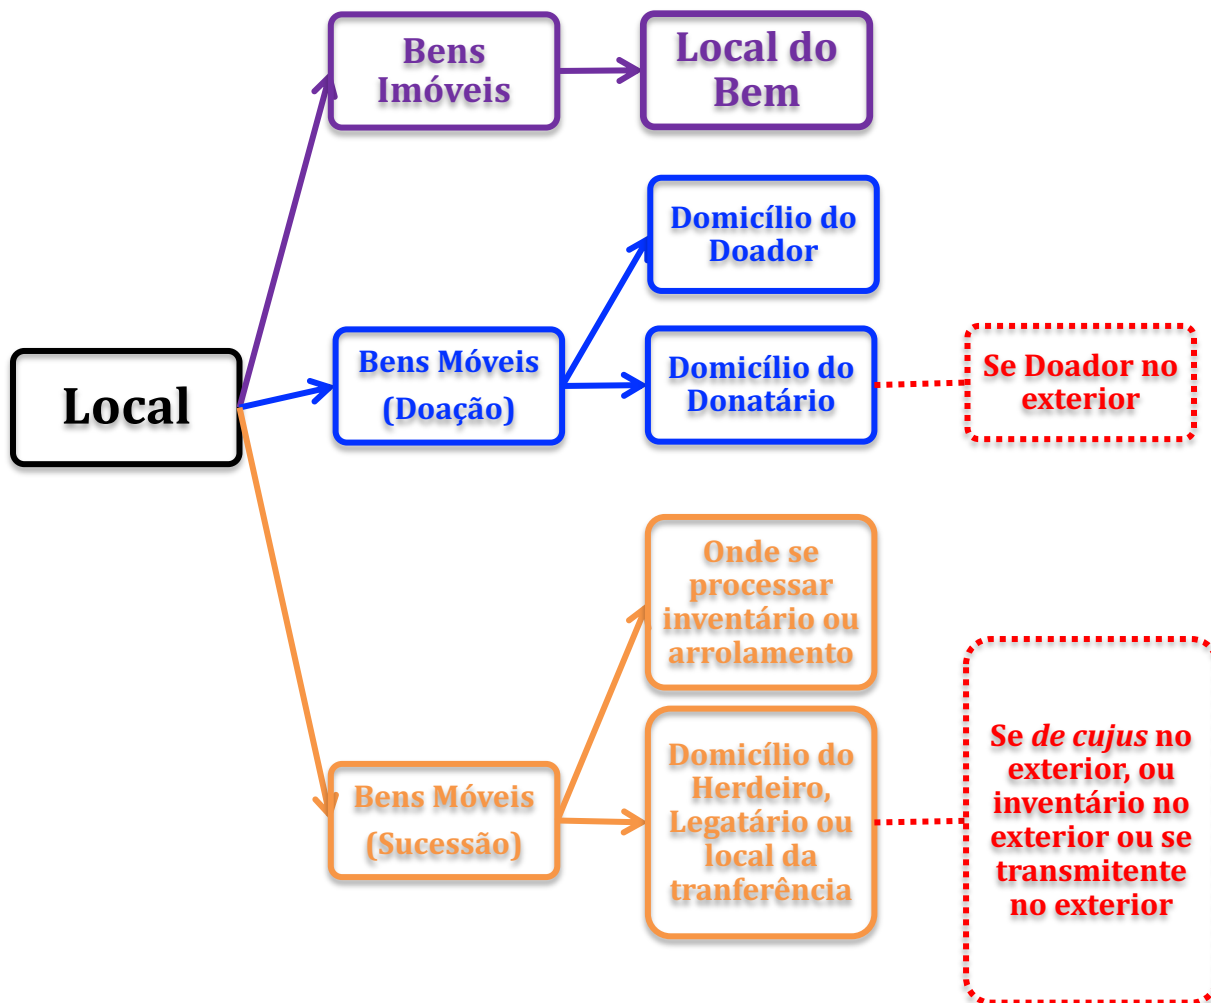 Bens
Imóveis
Local do
Bem
Domicílio do
Doador
Local
Bens Móveis
(Doação)
Domicílio do
Donatário
Se Doador no
exterior
Onde se
processar
inventário ou
arrolamento
Bens Móveis
(Sucessão)
Domicílio do
Herdeiro,
Legatário ou
local da
tranferência
Se de cujus no
exterior, ou
inventário no
exterior ou se
transmitente
no exterior